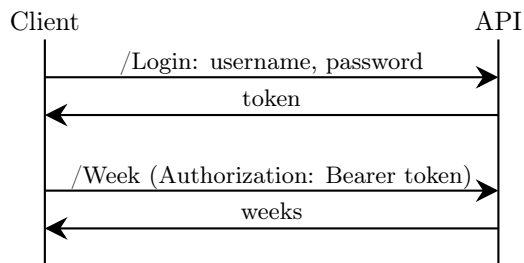 Client API
/Login: username, password
token
/Week (Authorization: Bearer token)
weeks